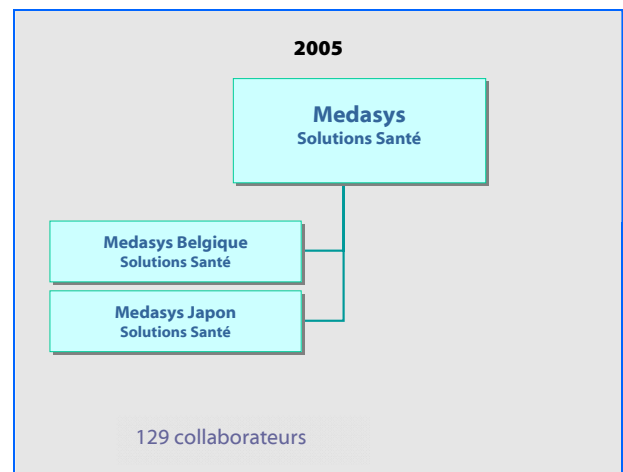 2005
Medasys
Solutions Santé
Medasys Belgique
Solutions Santé
Medasys Japon
Solutions Santé
129 collaborateurs